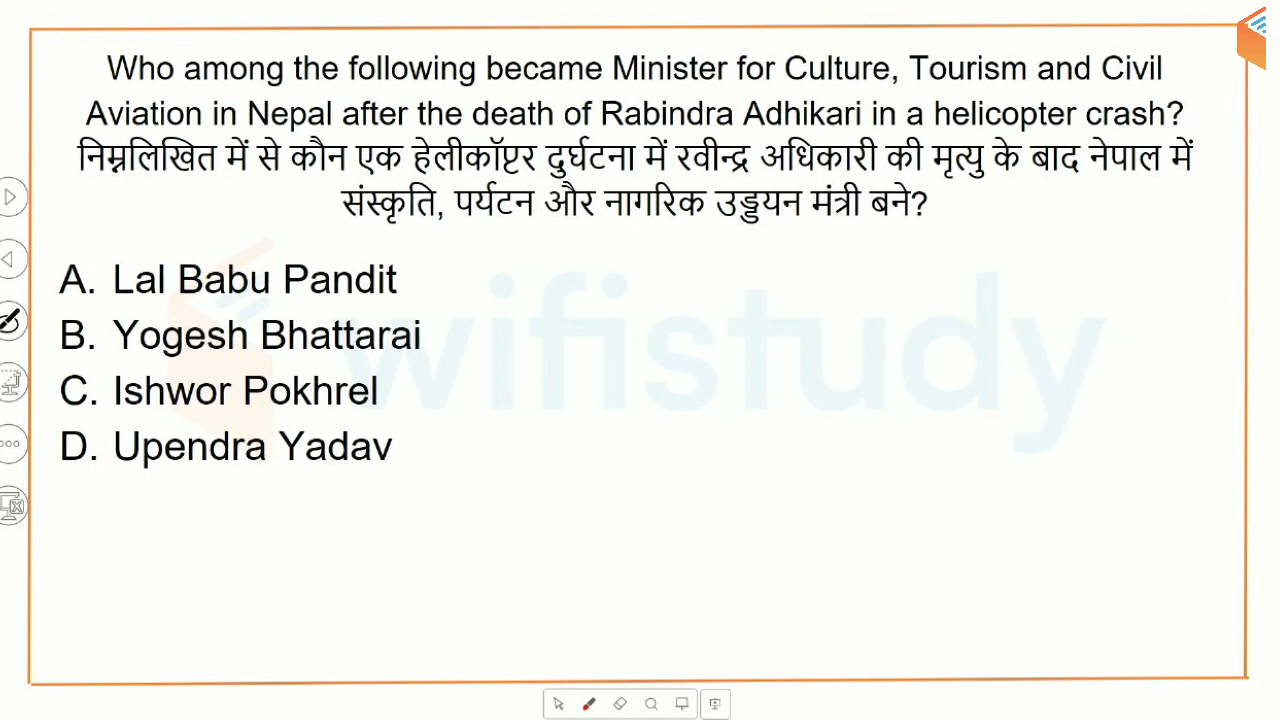 Who among the following became Minister for Culture, Tourism and Civil
Aviation in Nepal after the death of Rabindra Adhikari in a helicopter crash?
निम्नलिखित में से कौन एक हेलीकॉप्टर दुर्घटना में रवीन्द्र अधिकारी की मृत्यु के बाद नेपाल में
संस्कृति, पर्यटन और नागरिक उड्डयन मंत्री बने?
A. Lal Babu Pandit
B. Yogesh Bhattarai
C. Ishwor Pokhrel
D. Upendra Yadav
wifistudy